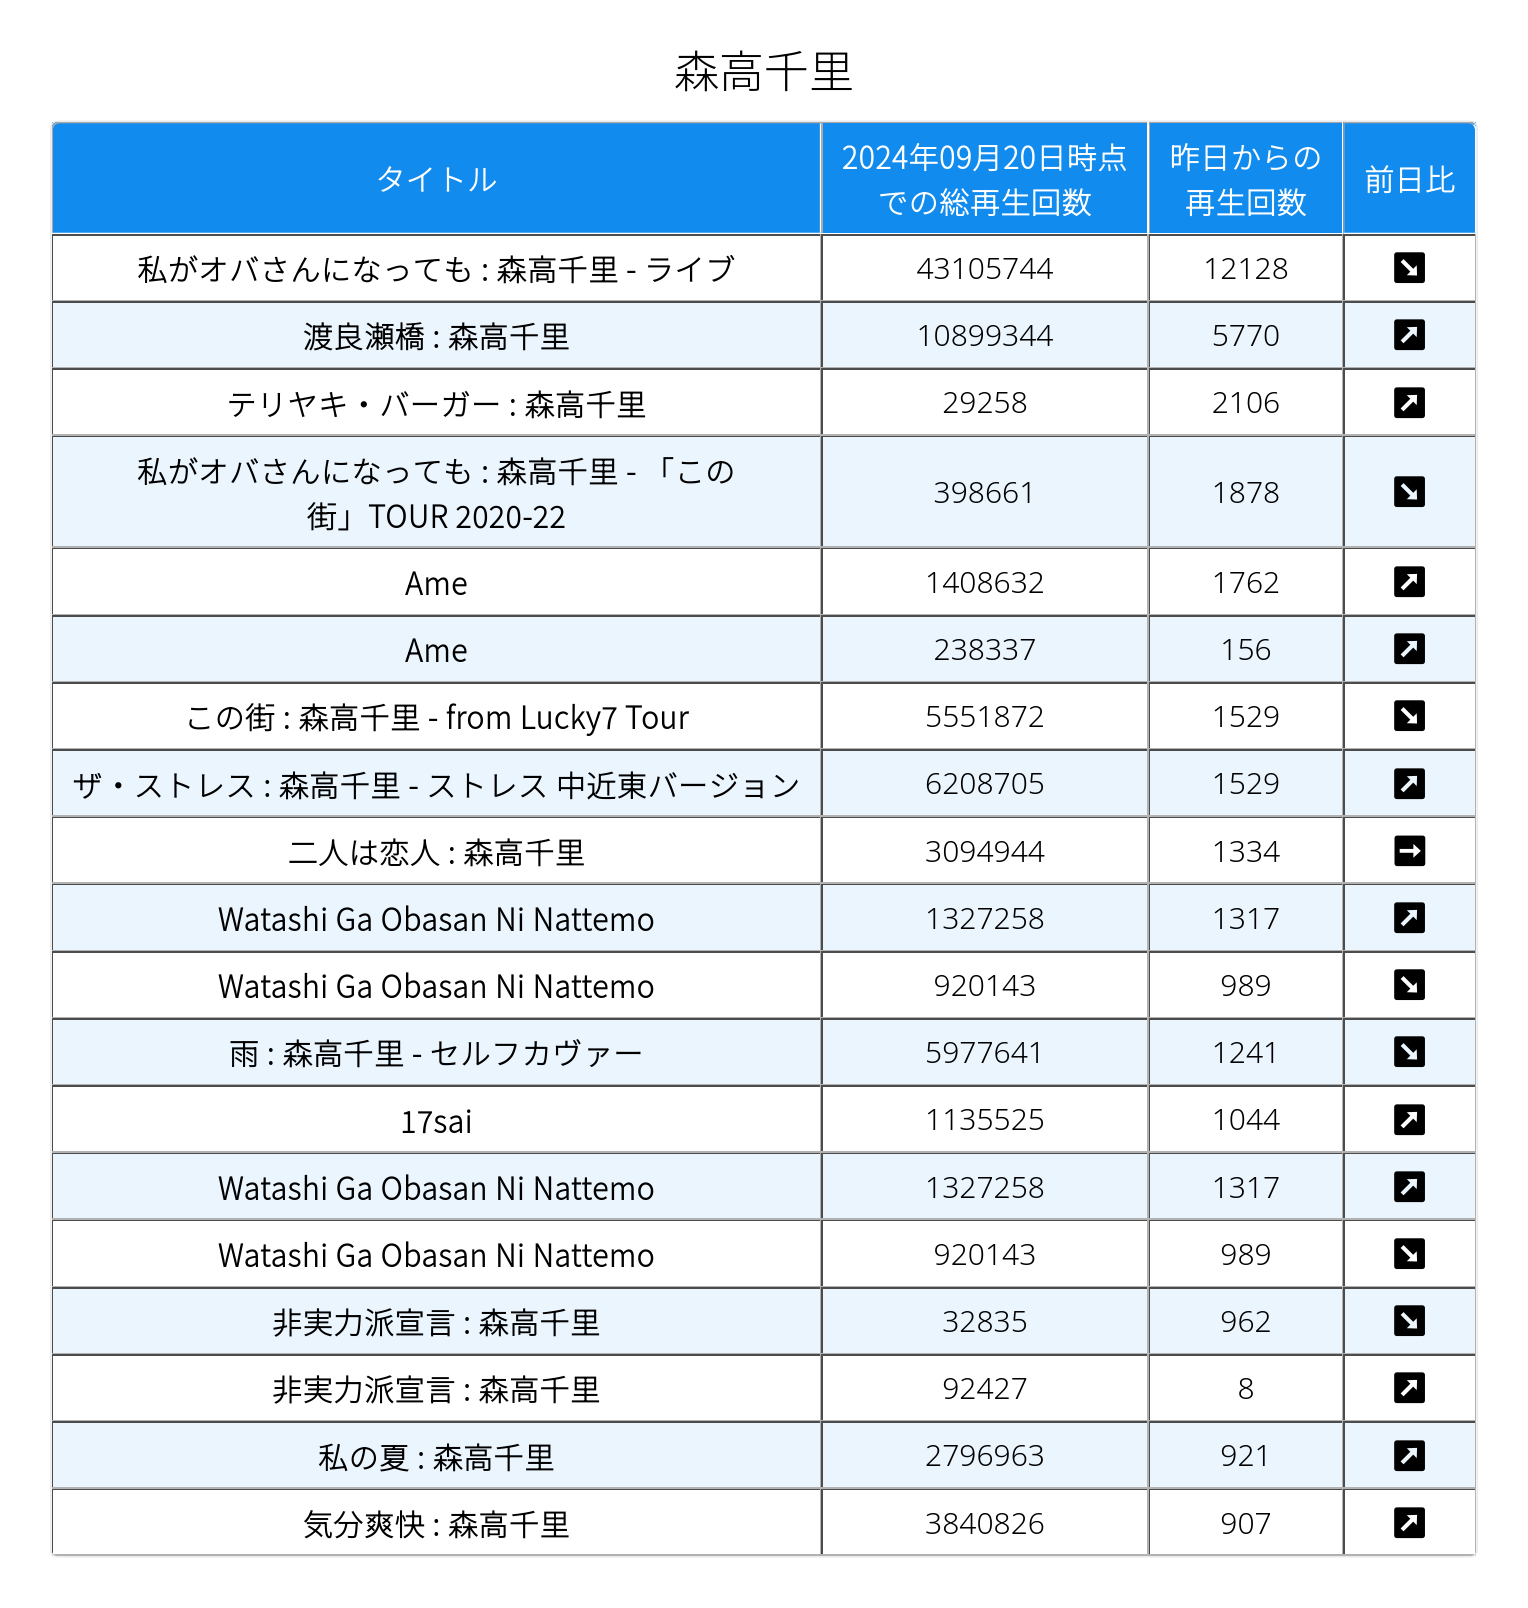 森高千里
タイトル
2024年09月20日時点
での総再生回数
昨日からの
再生回数
前日比
私がオバさんになっても : 森高千里 - ライブ 43105744 12128 ↘
渡良瀬橋 : 森高千里 10899344 5770 ↗
テリヤキ・バーガー : 森高千里 29258 2106 ↗
私がオバさんになっても : 森高千里 - 「この
街」TOUR 2020-22 398661 1878 ↘
Ame 1408632 1762 ↗
Ame 238337 156 ↗
この街 : 森高千里 - from Lucky7 Tour 5551872 1529 ↘
ザ・ストレス : 森高千里 - ストレス 中近東バージョン 6208705 1529 ↗
二人は恋人 : 森高千里 3094944 1334 →
Watashi Ga Obasan Ni Nattemo 1327258 1317 ↗
Watashi Ga Obasan Ni Nattemo 920143 989 ↘
雨 : 森高千里 - セルフカヴァー 5977641 1241 ↘
17sai 1135525 1044 ↗
Watashi Ga Obasan Ni Nattemo 1327258 1317 ↗
Watashi Ga Obasan Ni Nattemo 920143 989 ↘
非実力派宣言 : 森高千里 32835 962 ↘
非実力派宣言 : 森高千里 92427 8 ↗
私の夏 : 森高千里 2796963 921 ↗
気分爽快 : 森高千里 3840826 907 ↗